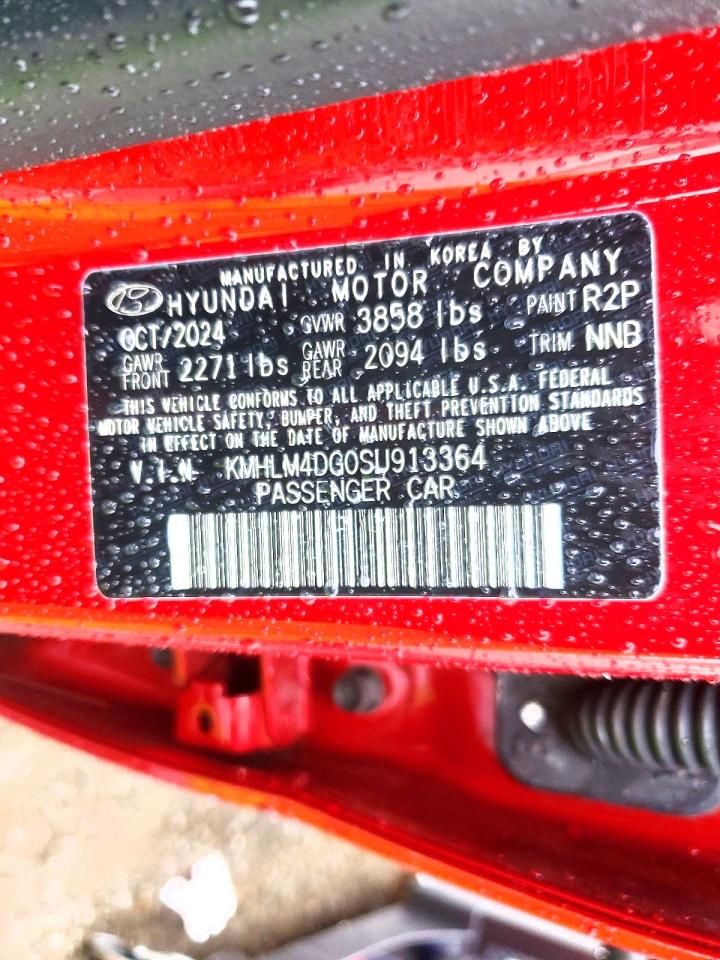 MANUFACTURED IN KOREA BY
HYUNDAI MOTOR COMPANY
OCT/2024 GVWR 3858 lbs PAINT R2P
GAWR FRONT 2271 lbs GAWR REAR 2094 lbs TRIM NNB
THIS VEHICLE CONFORMS TO ALL APPLICABLE U.S.A. FEDERAL
MOTOR VEHICLE SAFETY, BUMPER, AND THEFT PREVENTION STANDARDS
IN EFFECT ON THE DATE OF MANUFACTURE SHOWN ABOVE
V.I.N. KMHLM4DG0SU913364
PASSENGER CAR